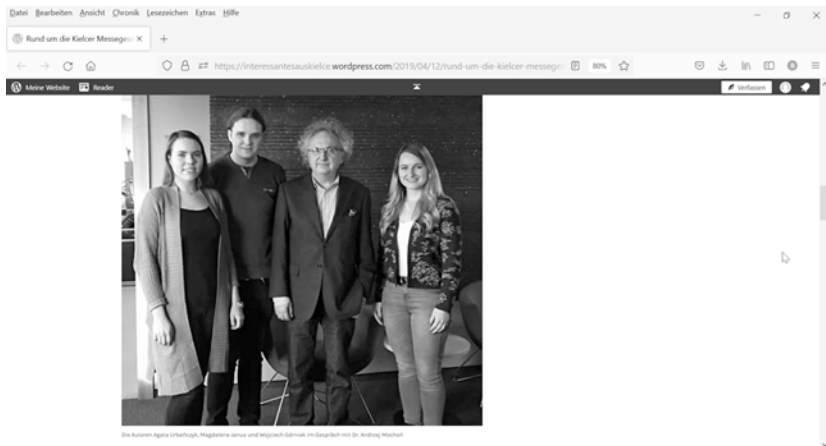 Datei Bearbeiten Ansicht Chronik Lesezeichen Extras Hilfe
Rund um die Kielcer Messegese
https://interessantesauskielce.wordpress.com/2019/04/12/rund-um-die-kielcer-messege 80%
Meine Website Reader Verfassen
Die Autoren Agata Urbańczyk, Magdalena Janus und Wojciech Górniak im Gespräch mit Dr. Andrzej Mochoń